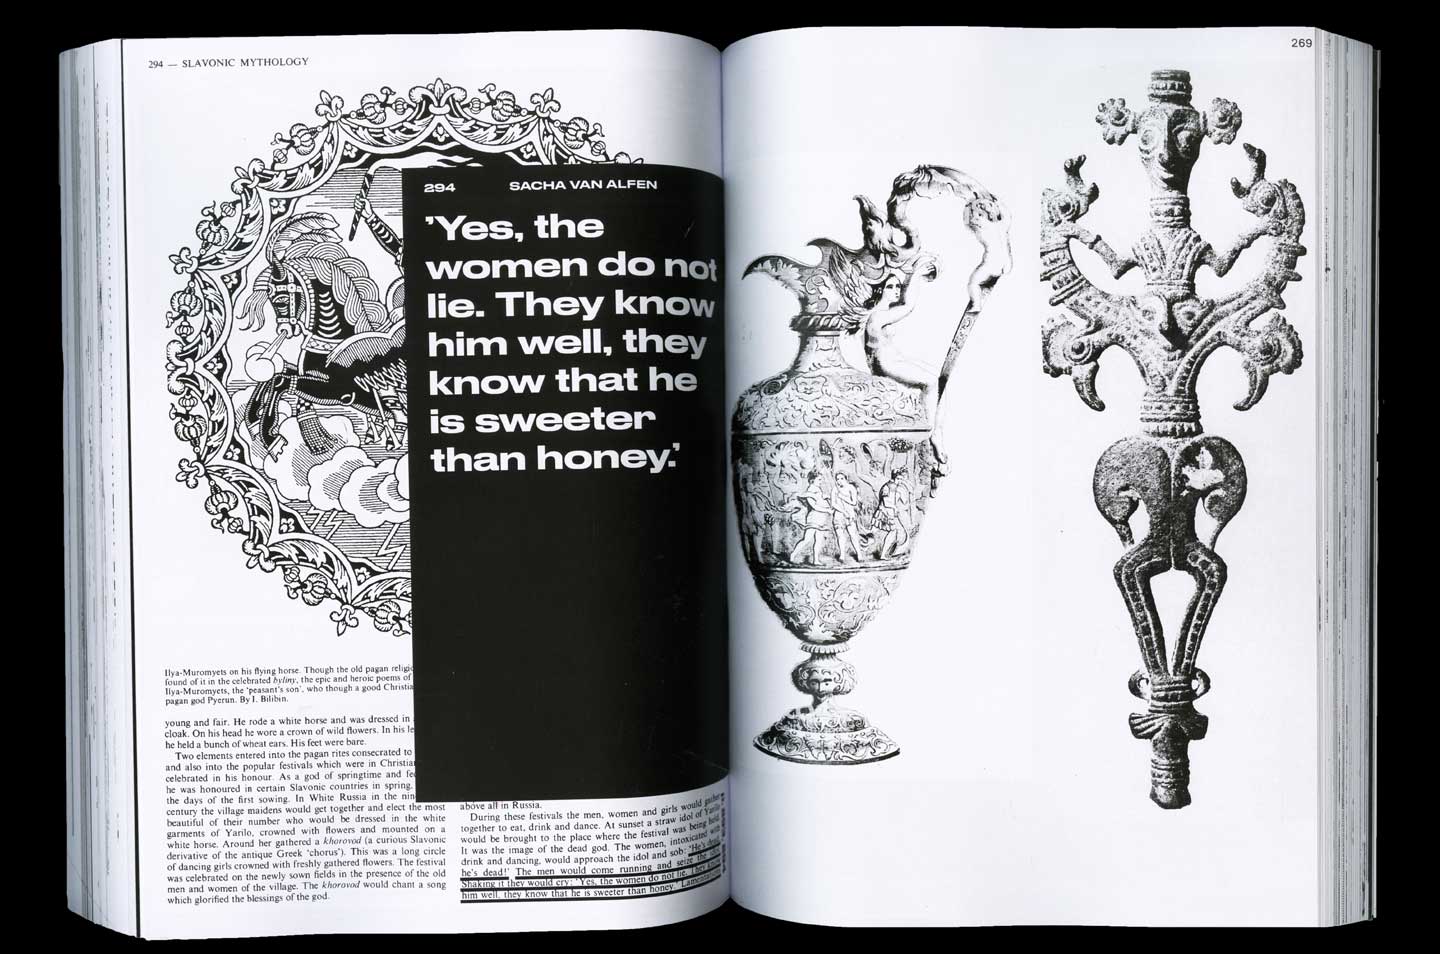 294 — SLAVONIC MYTHOLOGY
294 SACHA VAN ALFEN
'Yes, the
women do not
lie. They know
him well, they
know that he
is sweeter
than honey.'
Ilya-Muromyets on his flying horse. Though the old pagan religio
found of it in the celebrated byliny, the epic and heroic poems of
Ilya-Muromyets, the 'peasant's son', who though a good Christia
pagan god Pyerun. By I. Bilibin.
young and fair. He rode a white horse and was dressed in
cloak. On his head he wore a crown of wild flowers. In his le
he held a bunch of wheat ears. His feet were bare.
Two elements entered into the pagan rites consecrated to
and also into the popular festivals which were in Christian
celebrated in his honour. As a god of springtime and fe
he was honoured in certain Slavonic countries in spring.
the days of the first sowing. In White Russia in the nin
century the village maidens would get together and elect the most
beautiful of their number who would be dressed in the white
garments of Yarilo, crowned with flowers and mounted on a
white horse. Around her gathered a khorovod (a curious Slavonic
derivative of the antique Greek 'chorus'). This was a long circle
of dancing girls crowned with freshly gathered flowers. The festival
was celebrated on the newly sown fields in the presence of the old
men and women of the village. The khorovod would chant a song
which glorified the blessings of the god.
above all in Russia.
During these festivals the men, women and girls would gather
together to eat, drink and dance. At sunset a straw idol of Yarilo
would be brought to the place where the festival was being held.
It was the image of the dead god. The women, intoxicated with
drink and dancing, would approach the idol and sob: 'He's dead,
he's dead!' The men would come running and seize the idol.
Shaking it they would cry: 'Yes, the women do not lie. They know
him well, they know that he is sweeter than honey.' Lamentations
269